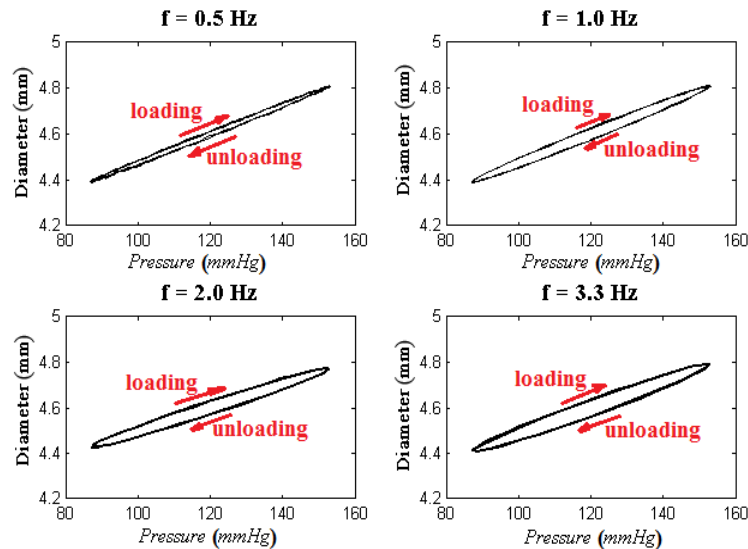 f = 0.5 Hz
5
4.8
4.6
4.4
4.2
Diameter (mm)
loading
unloading
80
100
120
140
160
Pressure (mmHg)
f = 1.0 Hz
5
4.8
4.6
4.4
4.2
Diameter (mm)
loading
unloading
80
100
120
140
160
Pressure (mmHg)
f = 2.0 Hz
5
4.8
4.6
4.4
4.2
Diameter (mm)
loading
unloading
80
100
120
140
160
Pressure (mmHg)
f = 3.3 Hz
5
4.8
4.6
4.4
4.2
Diameter (mm)
loading
unloading
80
100
120
140
160
Pressure (mmHg)